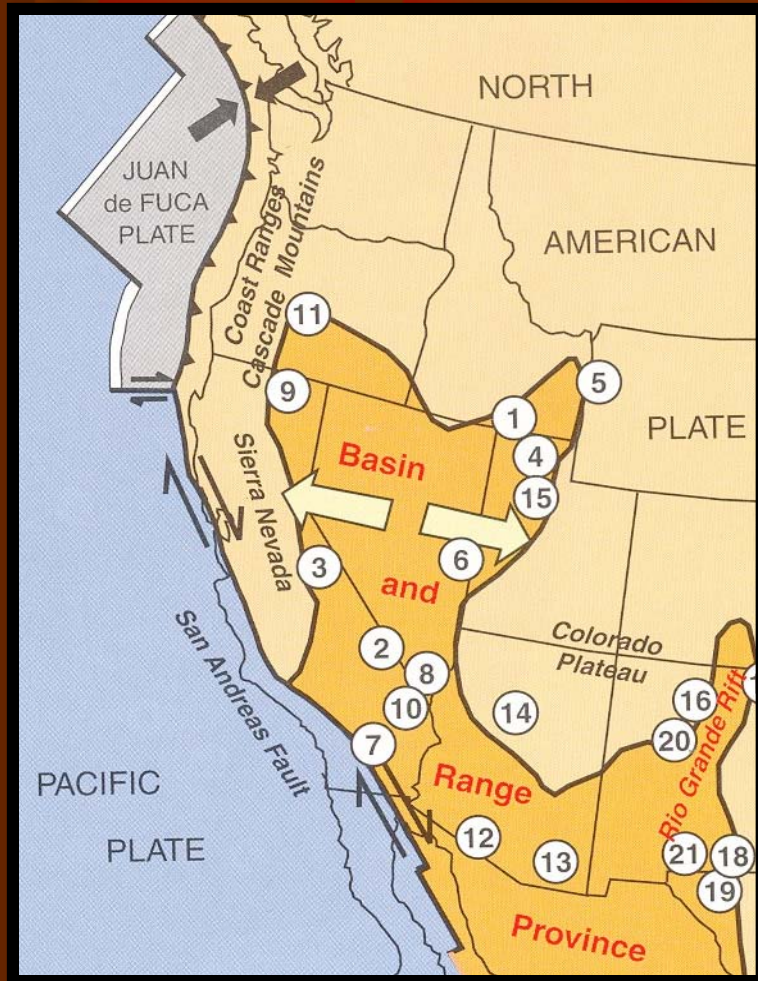 NORTH
JUAN
de FUCA
PLATE
AMERICAN
Coast Ranges
Cascade Mountains
11
5
9
1
PLATE
4
Basin
15
Sierra Nevada
6
3
and
Colorado
Plateau
2
8
16
10
14
San Andreas Fault
20
7
Rio Grande Rift
PACIFIC
Range
PLATE
12
21
18
13
19
Province